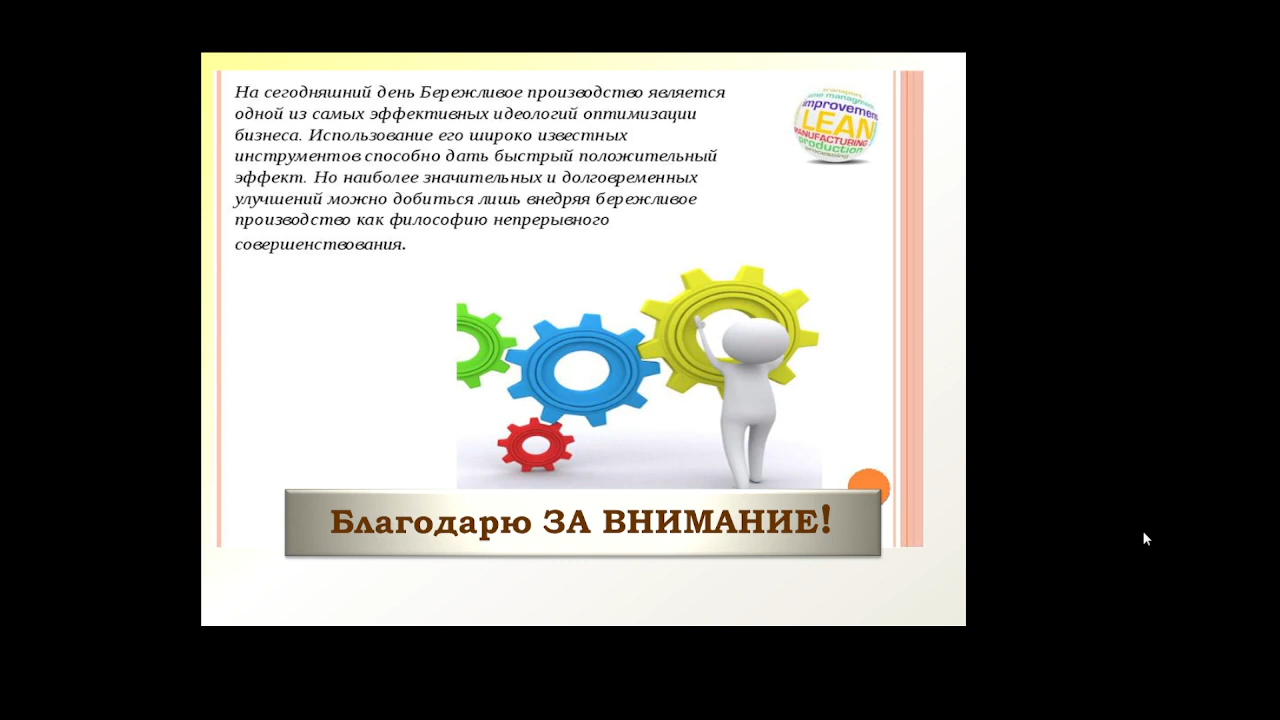 На сегодняшний день Бережливое производство является
одной из самых эффективных идеологий оптимизации
бизнеса. Использование его широко известных
инструментов способно дать быстрый положительный
эффект. Но наиболее значительных и долговременных
улучшений можно добиться лишь внедряя бережливое
производство как философию непрерывного
совершенствования.
improvement
LEAN
MANUFACTURING
production
Благодарю ЗА ВНИМАНИЕ!